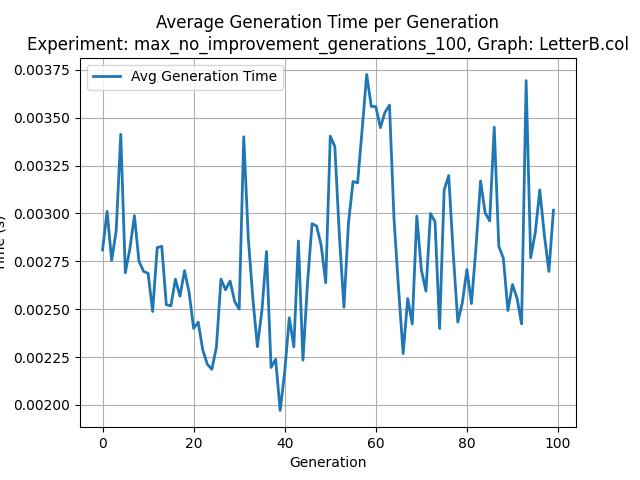 Average Generation Time per Generation
Experiment: max_no_improvement_generations_100, Graph: LetterB.col
Avg Generation Time
0.00375
0.00350
0.00325
0.00300
0.00275
0.00250
0.00225
0.00200
Time (s)
0 20 40 60 80 100
Generation